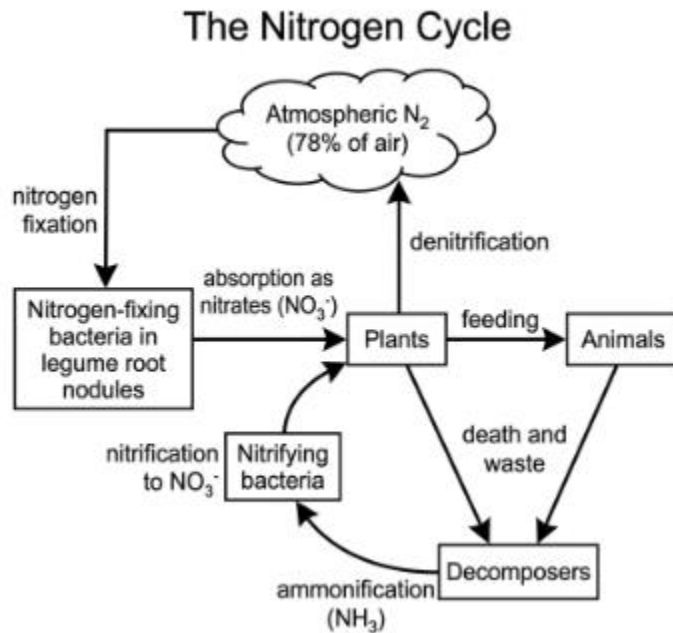 The Nitrogen Cycle
Atmospheric N₂
(78% of air)
nitrogen
fixation
denitrification
absorption as
nitrates (NO₃⁻)
Nitrogen-fixing
bacteria in
legume root
nodules
Plants
feeding
Animals
nitrification
to NO₃⁻
Nitrifying
bacteria
death and
waste
ammonification
(NH₃)
Decomposers